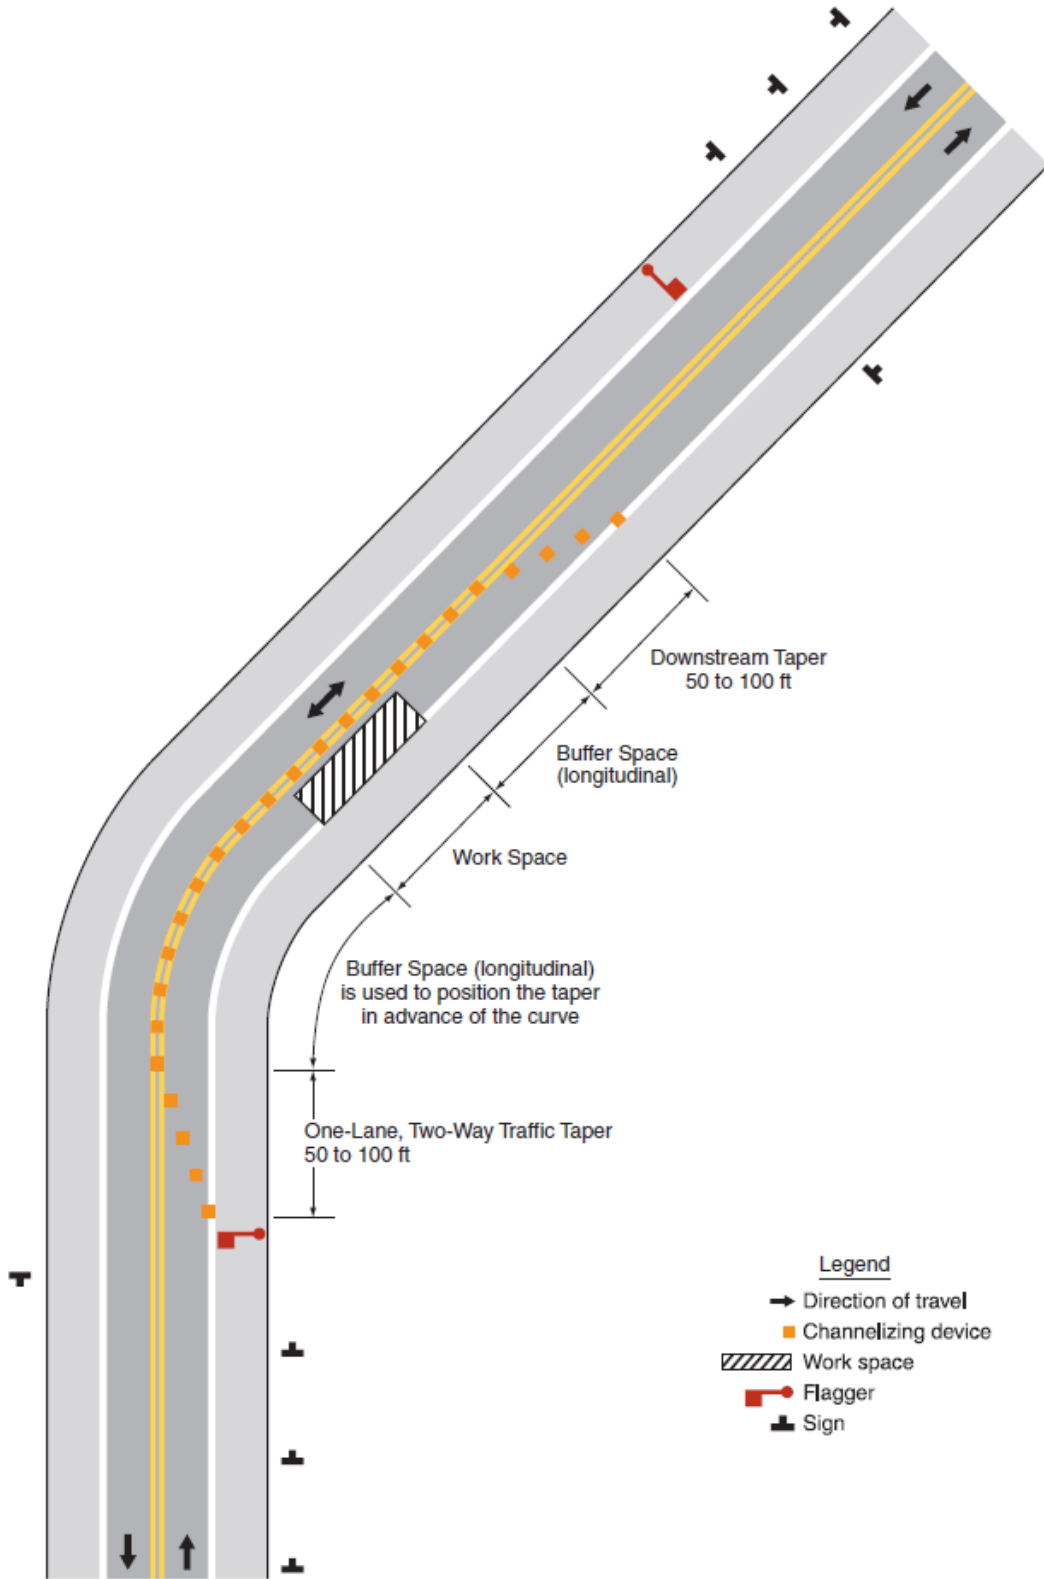 Downstream Taper
50 to 100 ft
Buffer Space
(longitudinal)
Work Space
Buffer Space (longitudinal)
is used to position the taper
in advance of the curve
One-Lane, Two-Way Traffic Taper
50 to 100 ft
Legend
Direction of travel
Channelizing device
Work space
Flagger
Sign